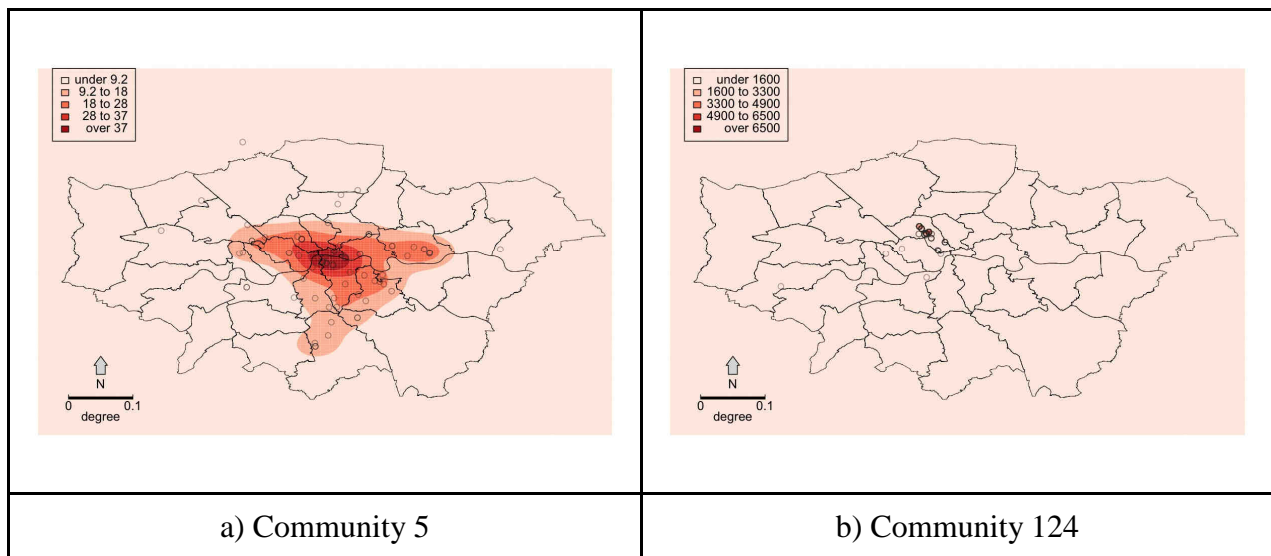 under 9.2
9.2 to 18
18 to 28
28 to 37
over 37
N
0 0.1
degree
a) Community 5
under 1600
1600 to 3300
3300 to 4900
4900 to 6500
over 6500
N
0 0.1
degree
b) Community 124